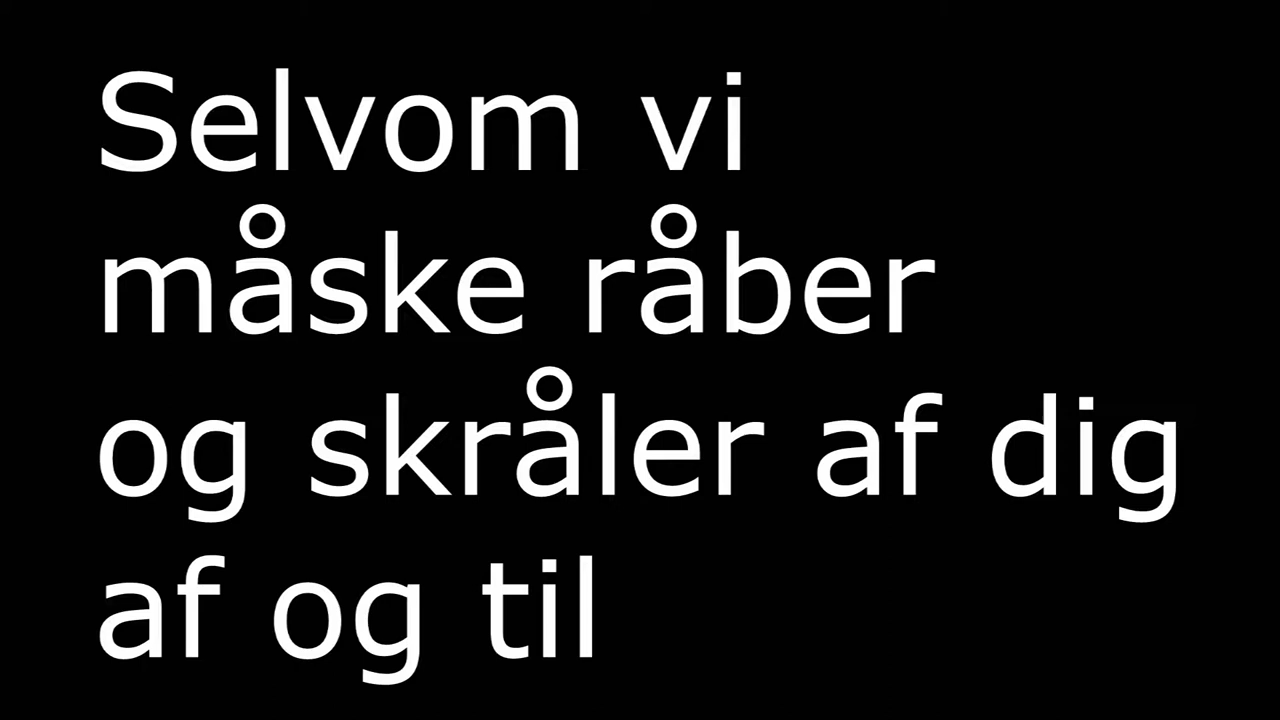 Selvom vi
måske råber
og skråler af dig
af og til